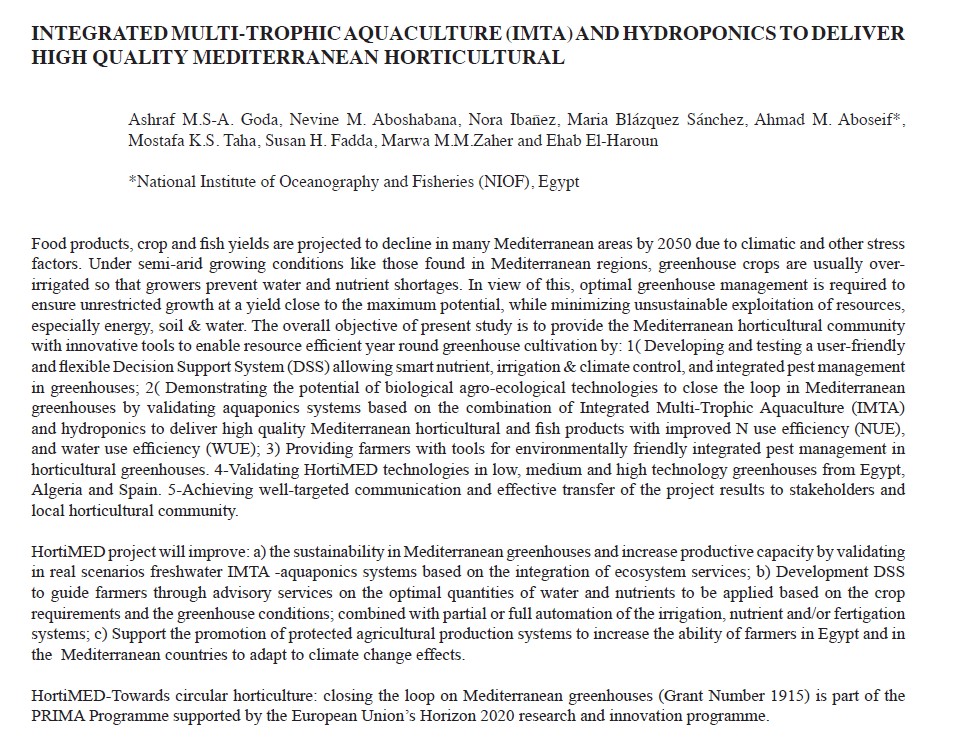 INTEGRATED MULTI-TROPHIC AQUACULTURE (IMTA) AND HYDROPONICS TO DELIVER
HIGH QUALITY MEDITERRANEAN HORTICULTURAL
Ashraf M.S-A. Goda, Nevine M. Aboshabana, Nora Ibañez, Maria Blázquez Sánchez, Ahmad M. Aboseif*,
Mostafa K.S. Taha, Susan H. Fadda, Marwa M.M.Zaher and Ehab El-Haroun
*National Institute of Oceanography and Fisheries (NIOF), Egypt
Food products, crop and fish yields are projected to decline in many Mediterranean areas by 2050 due to climatic and other stress
factors. Under semi-arid growing conditions like those found in Mediterranean regions, greenhouse crops are usually over-
irrigated so that growers prevent water and nutrient shortages. In view of this, optimal greenhouse management is required to
ensure unrestricted growth at a yield close to the maximum potential, while minimizing unsustainable exploitation of resources,
especially energy, soil & water. The overall objective of present study is to provide the Mediterranean horticultural community
with innovative tools to enable resource efficient year round greenhouse cultivation by: 1( Developing and testing a user-friendly
and flexible Decision Support System (DSS) allowing smart nutrient, irrigation & climate control, and integrated pest management
in greenhouses; 2( Demonstrating the potential of biological agro-ecological technologies to close the loop in Mediterranean
greenhouses by validating aquaponics systems based on the combination of Integrated Multi-Trophic Aquaculture (IMTA)
and hydroponics to deliver high quality Mediterranean horticultural and fish products with improved N use efficiency (NUE),
and water use efficiency (WUE); 3) Providing farmers with tools for environmentally friendly integrated pest management in
horticultural greenhouses. 4-Validating HortiMED technologies in low, medium and high technology greenhouses from Egypt,
Algeria and Spain. 5-Achieving well-targeted communication and effective transfer of the project results to stakeholders and
local horticultural community.
HortiMED project will improve: a) the sustainability in Mediterranean greenhouses and increase productive capacity by validating
in real scenarios freshwater IMTA -aquaponics systems based on the integration of ecosystem services; b) Development DSS
to guide farmers through advisory services on the optimal quantities of water and nutrients to be applied based on the crop
requirements and the greenhouse conditions; combined with partial or full automation of the irrigation, nutrient and/or fertigation
systems; c) Support the promotion of protected agricultural production systems to increase the ability of farmers in Egypt and in
the Mediterranean countries to adapt to climate change effects.
HortiMED-Towards circular horticulture: closing the loop on Mediterranean greenhouses (Grant Number 1915) is part of the
PRIMA Programme supported by the European Union's Horizon 2020 research and innovation programme.